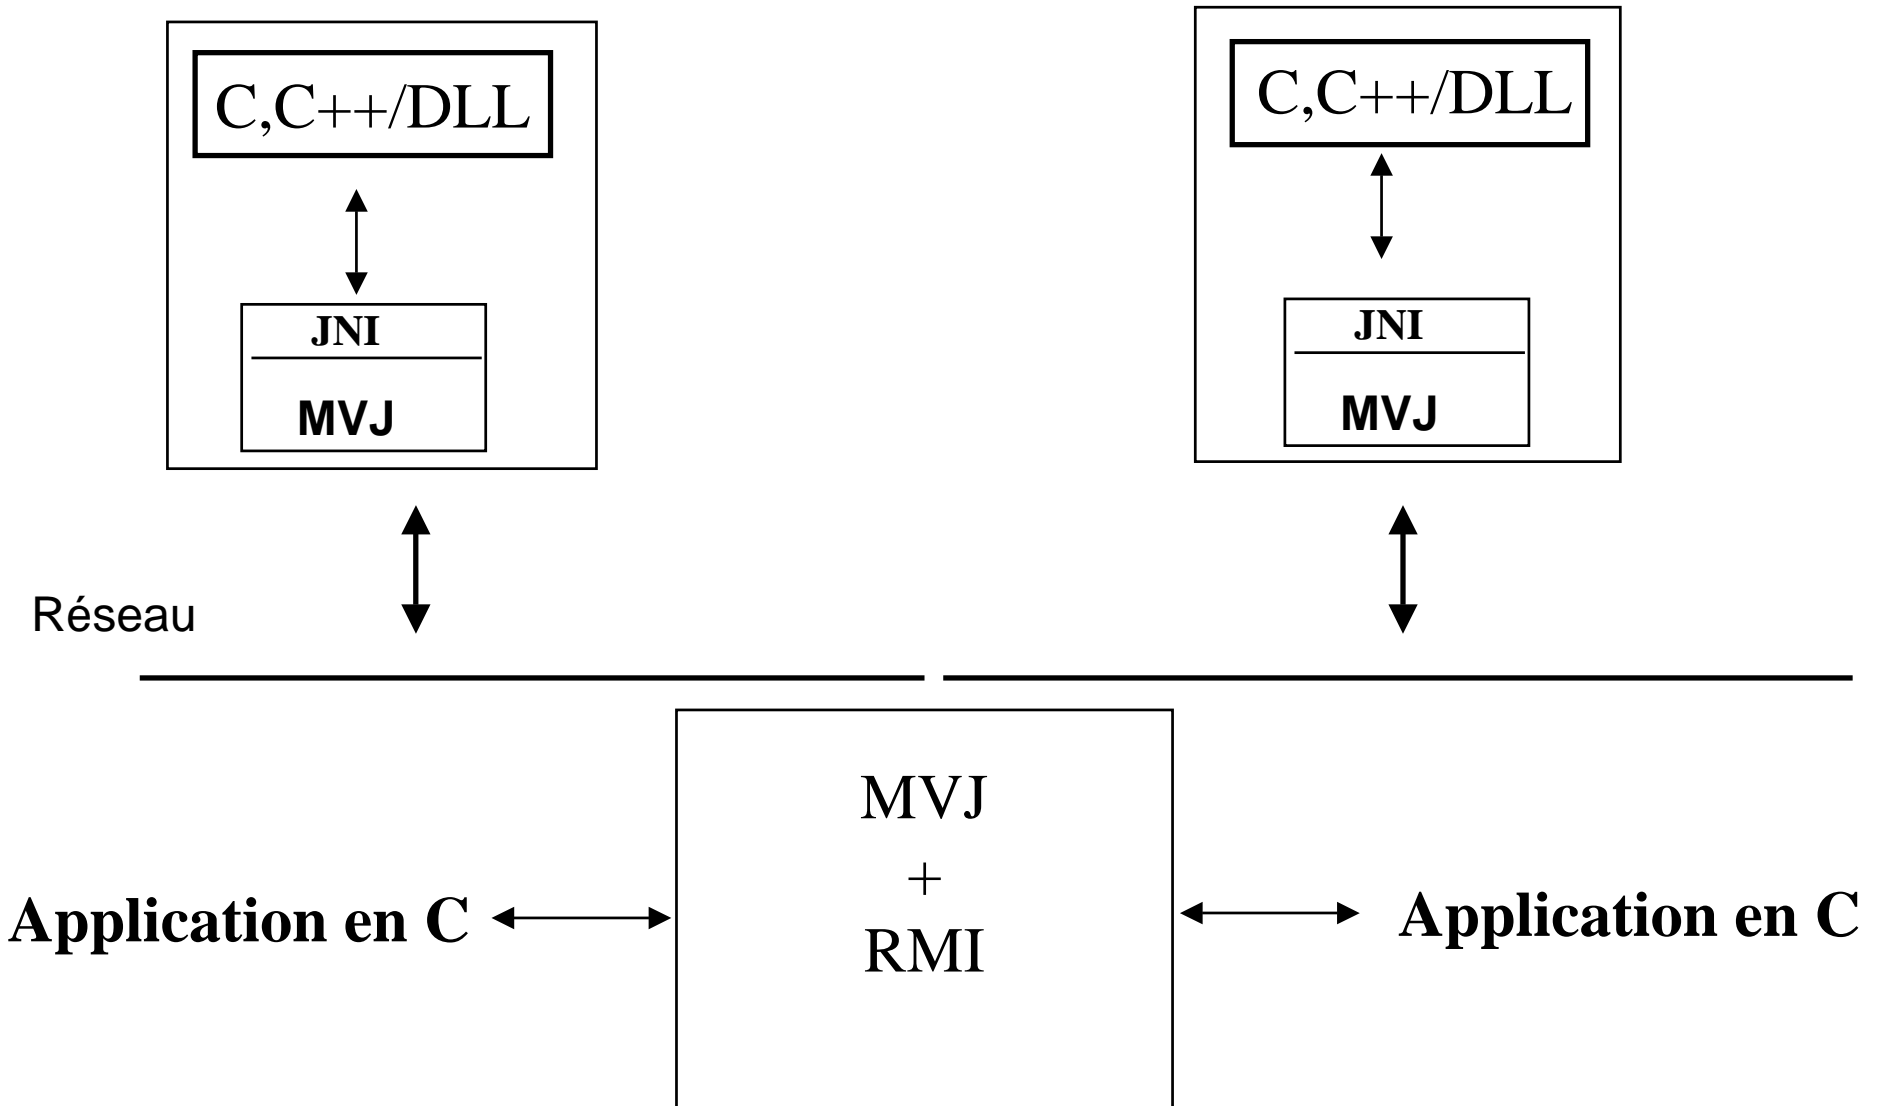 C,C++/DLL
C,C++/DLL
JNI
MVJ
JNI
MVJ
Réseau
MVJ
+
RMI
Application en C
Application en C